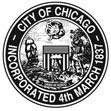 CITY OF CHICAGO
INCORPORATED 4th MARCH 1837